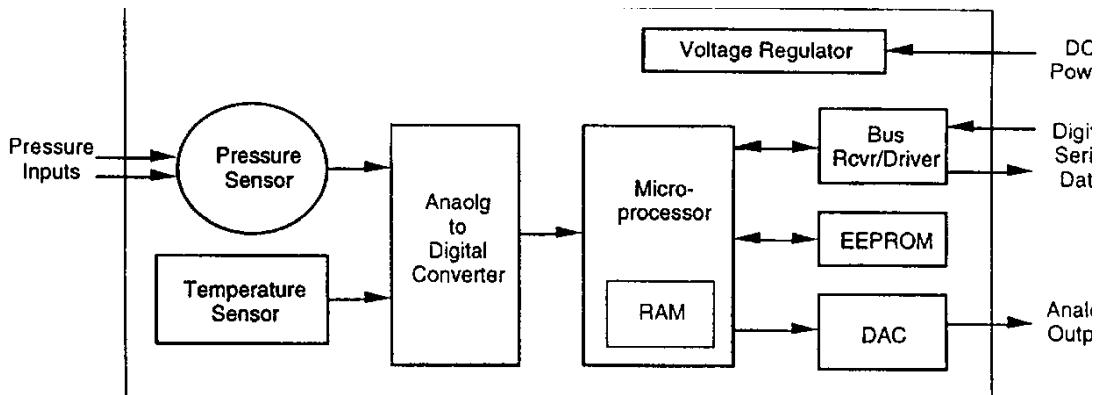 Voltage Regulator
DC
Pow
Pressure
Inputs
Pressure
Sensor
Temperature
Sensor
Anaolg
to
Digital
Converter
Micro-
processor
RAM
Bus
Rcvr/Driver
EEPROM
DAC
Digit
Seri
Dat
Anal
Outp